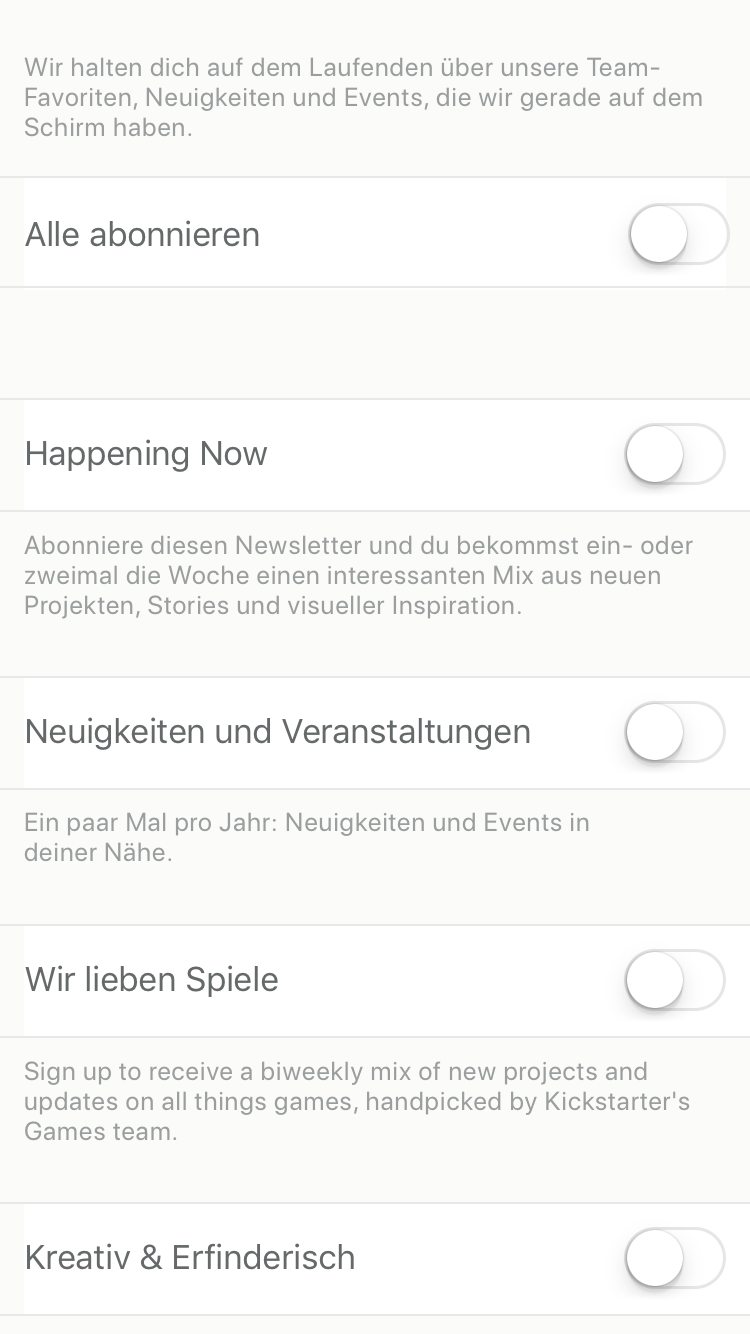 Wir halten dich auf dem Laufenden über unsere Team-
Favoriten, Neuigkeiten und Events, die wir gerade auf dem
Schirm haben.
Alle abonnieren
Happening Now
Abonniere diesen Newsletter und du bekommst ein- oder
zweimal die Woche einen interessanten Mix aus neuen
Projekten, Stories und visueller Inspiration.
Neuigkeiten und Veranstaltungen
Ein paar Mal pro Jahr: Neuigkeiten und Events in
deiner Nähe.
Wir lieben Spiele
Sign up to receive a biweekly mix of new projects and
updates on all things games, handpicked by Kickstarter's
Games team.
Kreativ & Erfinderisch